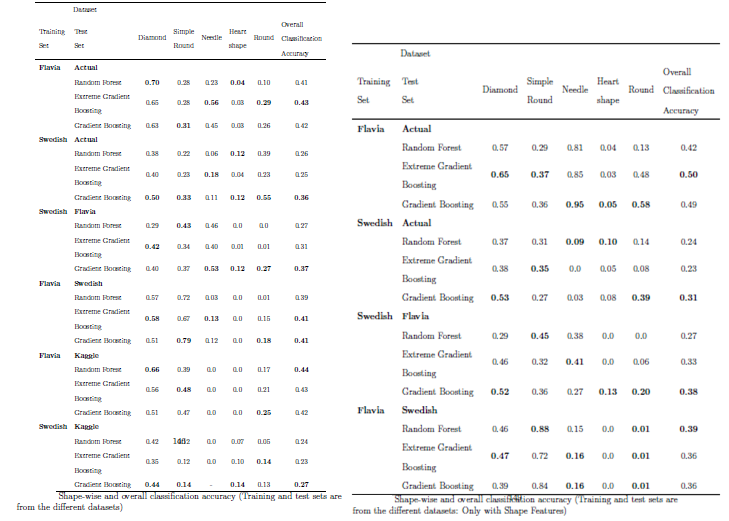 Dataset
Training Test Diamond Simple Needle Heart Round Overall
Set Set Round shape Classification
Accuracy
Flavia Actual
Random Forest 0.70 0.28 0.23 0.04 0.10 0.41
Extreme Gradient Boosting 0.65 0.28 0.56 0.03 0.29 0.43
Gradient Boosting 0.63 0.31 0.45 0.03 0.26 0.42
Swedish Actual
Random Forest 0.38 0.22 0.06 0.12 0.39 0.26
Extreme Gradient Boosting 0.40 0.23 0.18 0.04 0.23 0.25
Gradient Boosting 0.50 0.33 0.11 0.12 0.55 0.36
Swedish Flavia
Random Forest 0.29 0.43 0.46 0.0 0.0 0.27
Extreme Gradient Boosting 0.42 0.34 0.40 0.01 0.01 0.31
Gradient Boosting 0.40 0.37 0.53 0.12 0.27 0.37
Flavia Swedish
Random Forest 0.57 0.72 0.03 0.0 0.01 0.39
Extreme Gradient Boosting 0.58 0.67 0.13 0.0 0.15 0.41
Gradient Boosting 0.51 0.79 0.12 0.0 0.18 0.41
Flavia Kaggle
Random Forest 0.66 0.39 0.0 0.0 0.17 0.44
Extreme Gradient Boosting 0.56 0.48 0.0 0.0 0.21 0.43
Gradient Boosting 0.51 0.47 0.0 0.0 0.25 0.42
Swedish Kaggle
Random Forest 0.42 0.0 0.07 0.05 0.24
Extreme Gradient Boosting 0.35 0.12 0.0 0.10 0.14 0.23
Gradient Boosting 0.44 0.14 – 0.14 0.13 0.27
Shape-wise and overall classification accuracy (Training and test sets are
from the different datasets)
Dataset
Training Test Diamond Simple Needle Heart Round Overall
Set Set Round shape Classification
Accuracy
Flavia Actual
Random Forest 0.57 0.29 0.81 0.04 0.13 0.42
Extreme Gradient Boosting 0.65 0.37 0.85 0.03 0.48 0.50
Gradient Boosting 0.55 0.36 0.95 0.05 0.58 0.49
Swedish Actual
Random Forest 0.37 0.31 0.09 0.10 0.14 0.24
Extreme Gradient Boosting 0.38 0.35 0.0 0.05 0.08 0.23
Gradient Boosting 0.53 0.27 0.03 0.08 0.39 0.31
Swedish Flavia
Random Forest 0.29 0.45 0.38 0.0 0.0 0.27
Extreme Gradient Boosting 0.46 0.32 0.41 0.0 0.06 0.33
Gradient Boosting 0.52 0.36 0.27 0.13 0.20 0.38
Flavia Swedish
Random Forest 0.46 0.88 0.15 0.0 0.01 0.39
Extreme Gradient Boosting 0.47 0.72 0.16 0.0 0.01 0.36
Gradient Boosting 0.39 0.84 0.16 0.0 0.01 0.36
Shape-wise and overall classification accuracy (Training and test sets are
from the different datasets: Only with Shape Features)